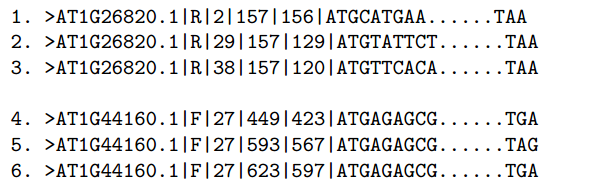 1. >AT1G26820.1|R|2|157|156|ATGCATGAA......TAA
2. >AT1G26820.1|R|29|157|129|ATGTATTCT......TAA
3. >AT1G26820.1|R|38|157|120|ATGTTCACA......TAA
4. >AT1G44160.1|F|27|449|423|ATGAGAGCG......TGA
5. >AT1G44160.1|F|27|593|567|ATGAGAGCG......TAG
6. >AT1G44160.1|F|27|623|597|ATGAGAGCG......TGA